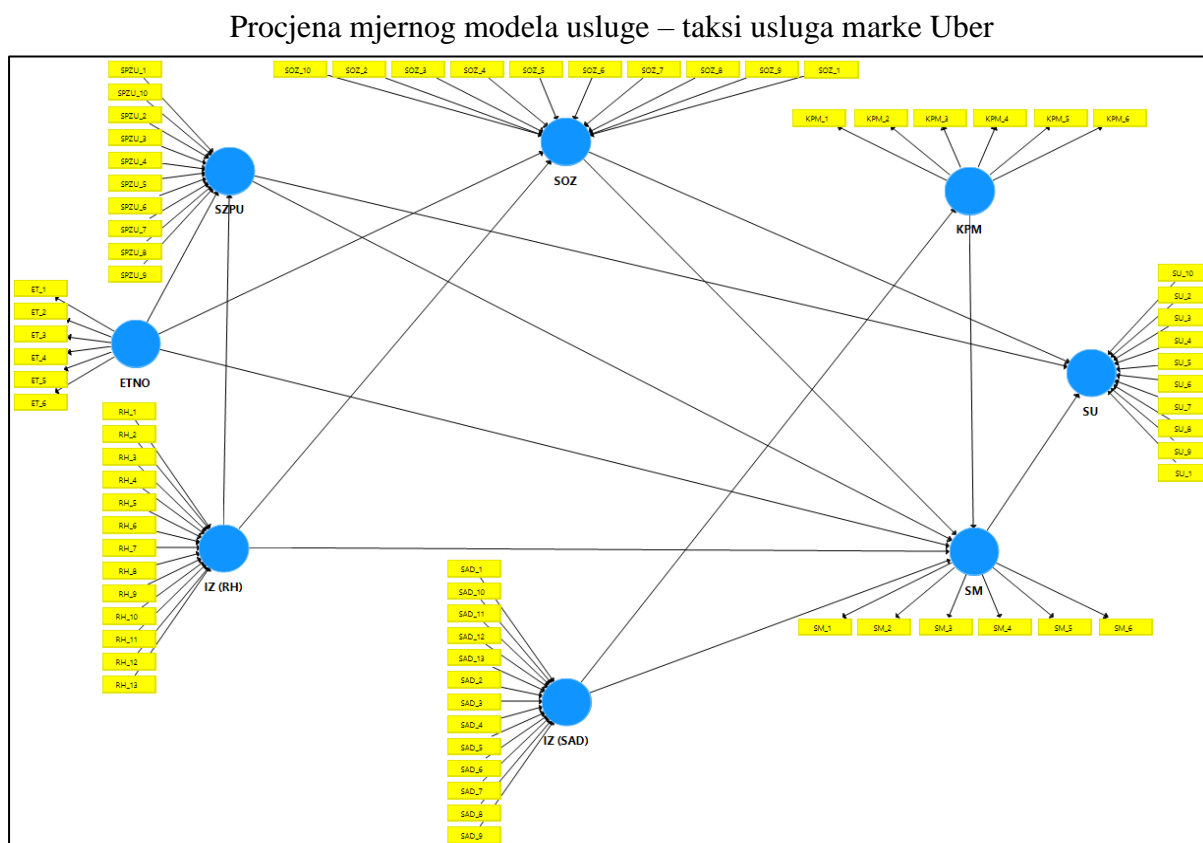 Procjena mjernog modela usluge – taksi usluga marke Uber
SPZU_1
SPZU_10
SPZU_2
SPZU_3
SPZU_4
SPZU_5
SPZU_6
SPZU_7
SPZU_8
SPZU_9
SZPU
SOZ_10 SOZ_2 SOZ_3 SOZ_4 SOZ_5 SOZ_6 SOZ_7 SOZ_8 SOZ_9 SOZ_1
SOZ
KPM_1 KPM_2 KPM_3 KPM_4 KPM_5 KPM_6
KPM
ET_1
ET_2
ET_3
ET_4
ET_5
ET_6
ETNO
SU_10
SU_2
SU_3
SU_4
SU_5
SU_6
SU_7
SU_8
SU_9
SU_1
SU
RH_1
RH_2
RH_3
RH_4
RH_5
RH_6
RH_7
RH_8
RH_9
RH_10
RH_11
RH_12
RH_13
IZ (RH)
SAD_1
SAD_10
SAD_11
SAD_12
SAD_13
SAD_2
SAD_3
SAD_4
SAD_5
SAD_6
SAD_7
SAD_8
SAD_9
IZ (SAD)
SM
SM_1 SM_2 SM_3 SM_4 SM_5 SM_6